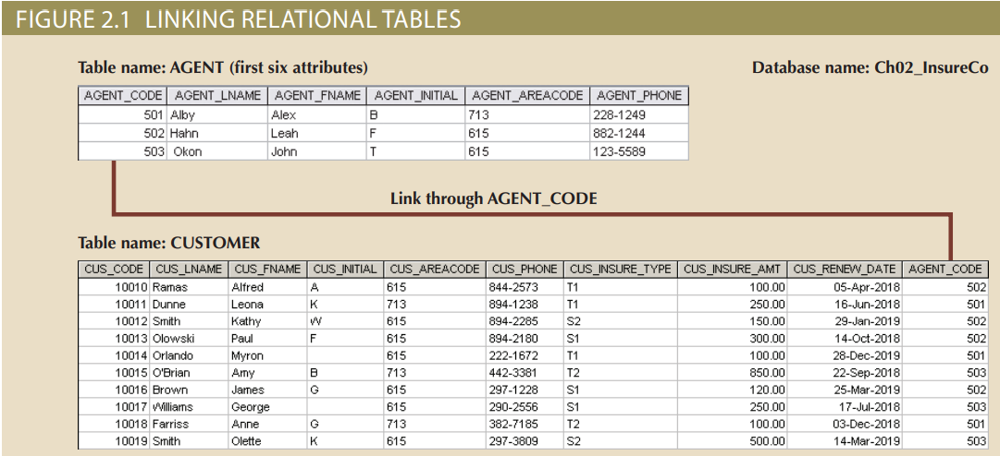 FIGURE 2.1 LINKING RELATIONAL TABLES
Table name: AGENT (first six attributes) Database name: Ch02_InsureCo
AGENT_CODE AGENT_LNAME AGENT_FNAME AGENT_INITIAL AGENT_AREACODE AGENT_PHONE
501 Alby Alex B 713 228-1249
502 Hahn Leah F 615 882-1244
503 Okon John T 615 123-5589
Link through AGENT_CODE
Table name: CUSTOMER
CUS_CODE CUS_LNAME CUS_FNAME CUS_INITIAL CUS_AREACODE CUS_PHONE CUS_INSURE_TYPE CUS_INSURE_AMT CUS_RENEW_DATE AGENT_CODE
10010 Ramas Alfred A 615 844-2573 T1 100.00 05-Apr-2018 502
10011 Dunne Leona K 713 894-1238 T1 250.00 16-Jun-2018 501
10012 Smith Kathy W 615 894-2285 S2 150.00 29-Jan-2019 502
10013 Olowski Paul F 615 894-2180 S1 300.00 14-Oct-2018 502
10014 Orlando Myron 615 222-1672 T1 100.00 28-Dec-2019 501
10015 O'Brian Amy B 713 442-3381 T2 850.00 22-Sep-2018 503
10016 Brown James G 615 297-1228 S1 120.00 25-Mar-2019 502
10017 Williams George 615 290-2556 S1 250.00 17-Jul-2018 503
10018 Farriss Anne G 713 382-7185 T2 100.00 03-Dec-2018 501
10019 Smith Olette K 615 297-3809 S2 500.00 14-Mar-2019 503